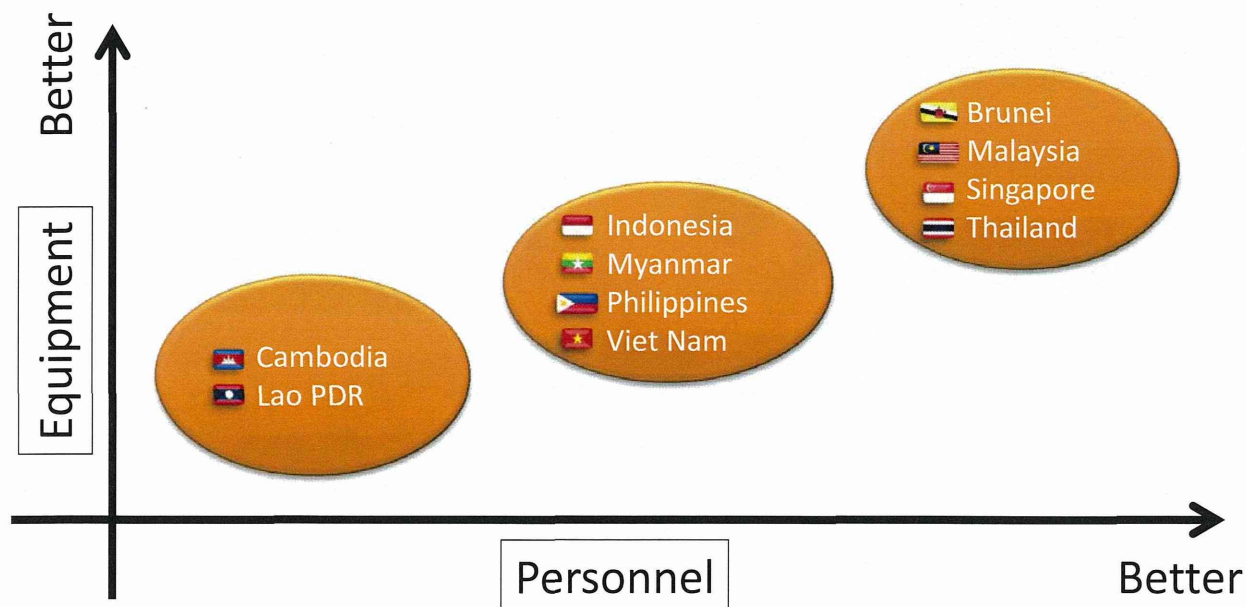 Better
Equipment
Brunei
Malaysia
Singapore
Thailand
Indonesia
Myanmar
Philippines
Viet Nam
Cambodia
Lao PDR
Personnel
Better